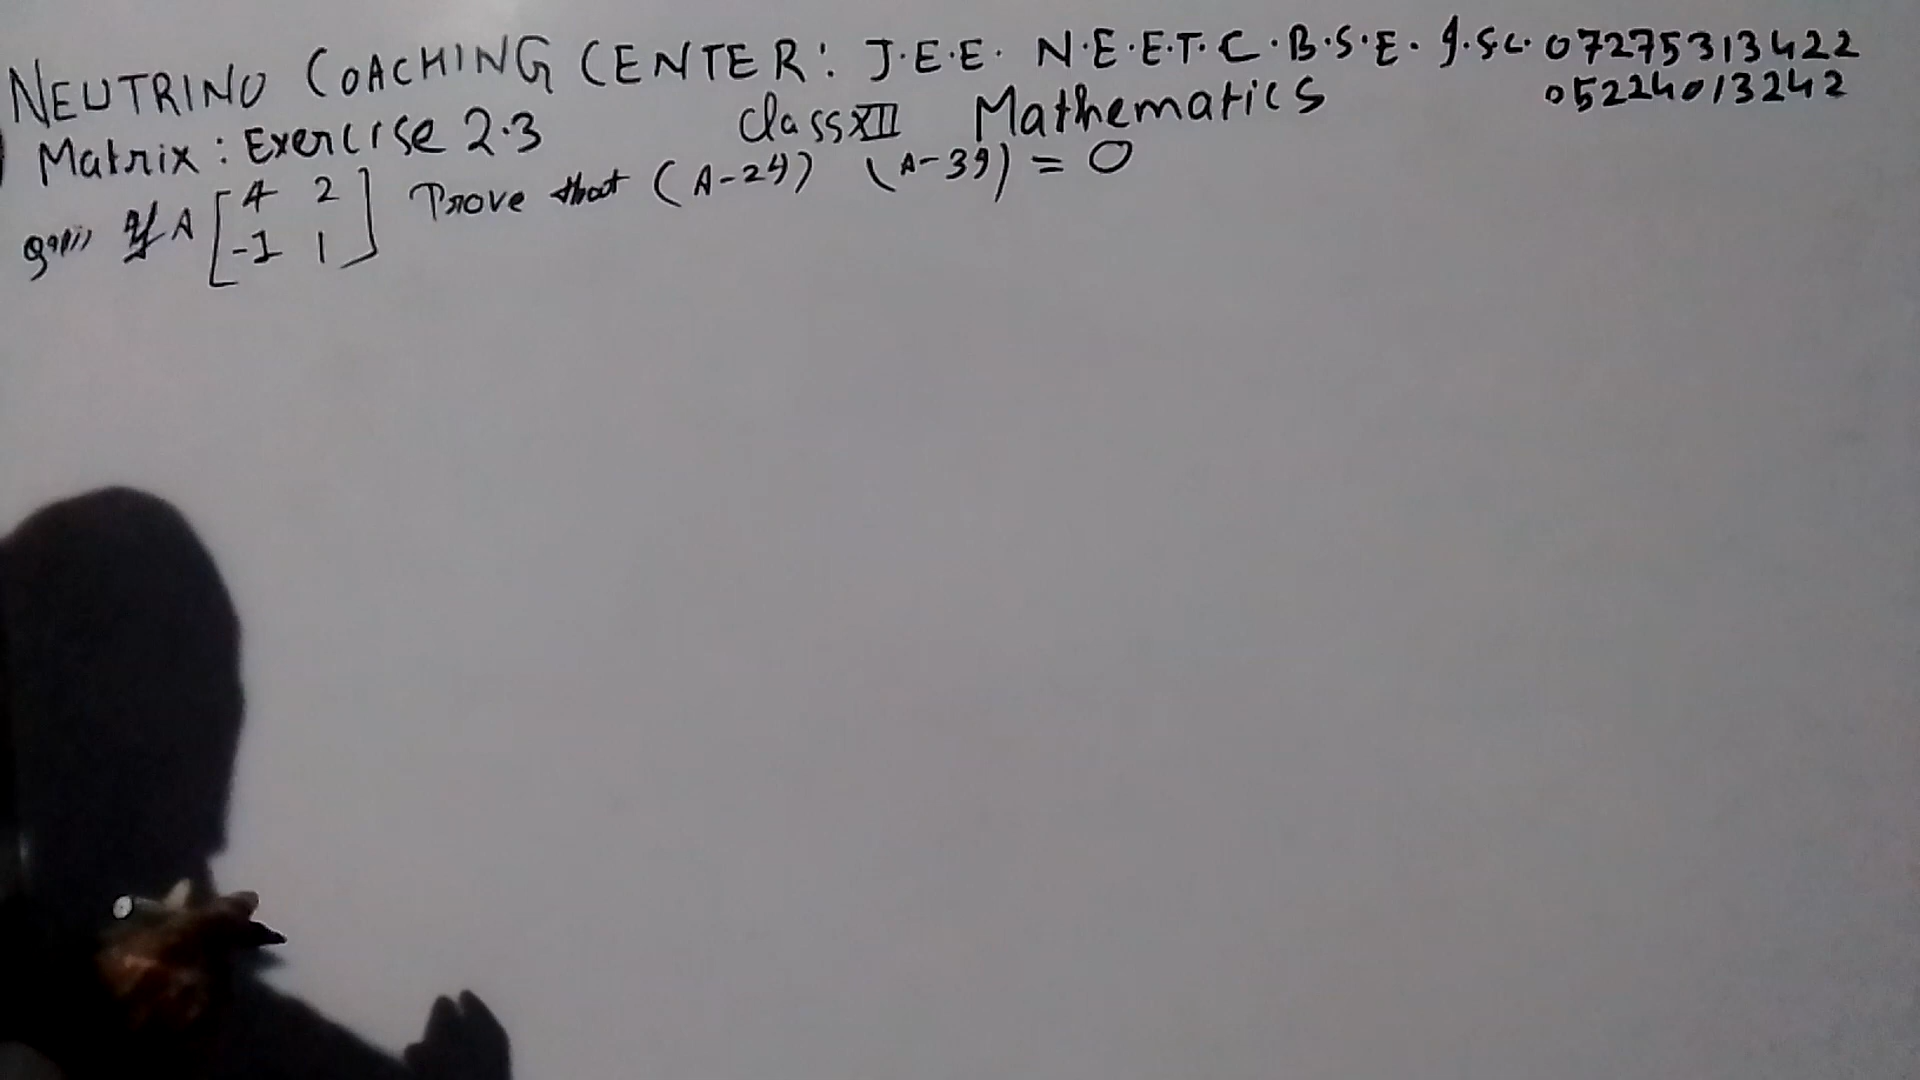 NEUTRINO COACHING CENTER: J.E.E. N.E.E.T. C.B.S.E. I.S.C. 07275313422
05224013242
Matrix: Exercise 2.3 Class XII Mathematics
If A [4 2 Prove that (A-2I) (A-3I) = 0
-1 1]